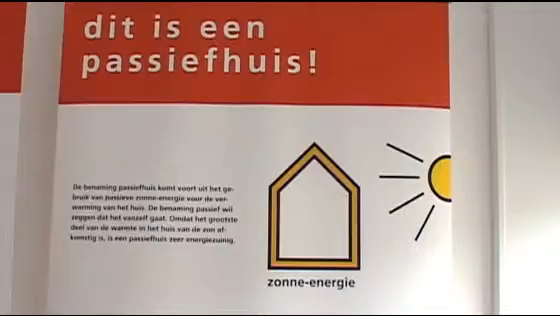 dit is een
passiefhuis!
De benaming passiefhuis komt voort uit het ge-
bruik van passieve zonne-energie voor de ver-
warming van het huis. De benaming passief wil
zeggen dat het vanzelf gaat. Omdat het grootste
deel van de warmte in het huis van de zon af-
komstig is, is een passiefhuis zeer energiezuinig.
zonne-energie